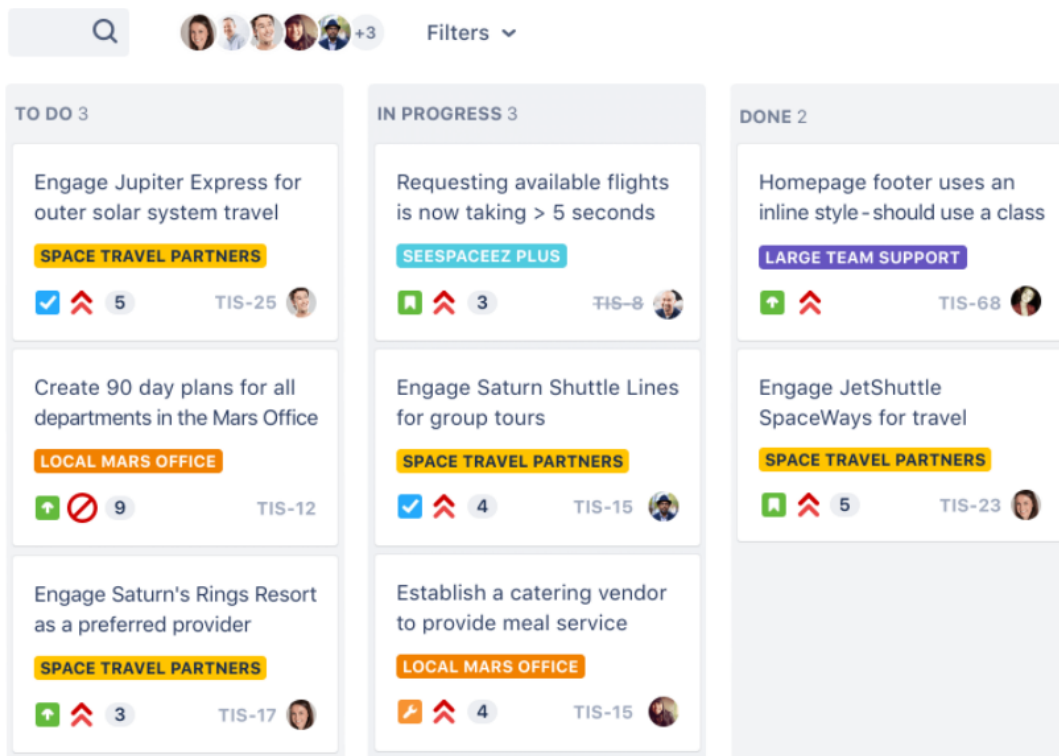 +3 Filters
TO DO 3
Engage Jupiter Express for
outer solar system travel
SPACE TRAVEL PARTNERS
5 TIS-25
Create 90 day plans for all
departments in the Mars Office
LOCAL MARS OFFICE
9 TIS-12
Engage Saturn's Rings Resort
as a preferred provider
SPACE TRAVEL PARTNERS
3 TIS-17
IN PROGRESS 3
Requesting available flights
is now taking > 5 seconds
SEESPACEEZ PLUS
3 TIS-8
Engage Saturn Shuttle Lines
for group tours
SPACE TRAVEL PARTNERS
4 TIS-15
Establish a catering vendor
to provide meal service
LOCAL MARS OFFICE
4 TIS-15
DONE 2
Homepage footer uses an
inline style-should use a class
LARGE TEAM SUPPORT
TIS-68
Engage JetShuttle
SpaceWays for travel
SPACE TRAVEL PARTNERS
5 TIS-23